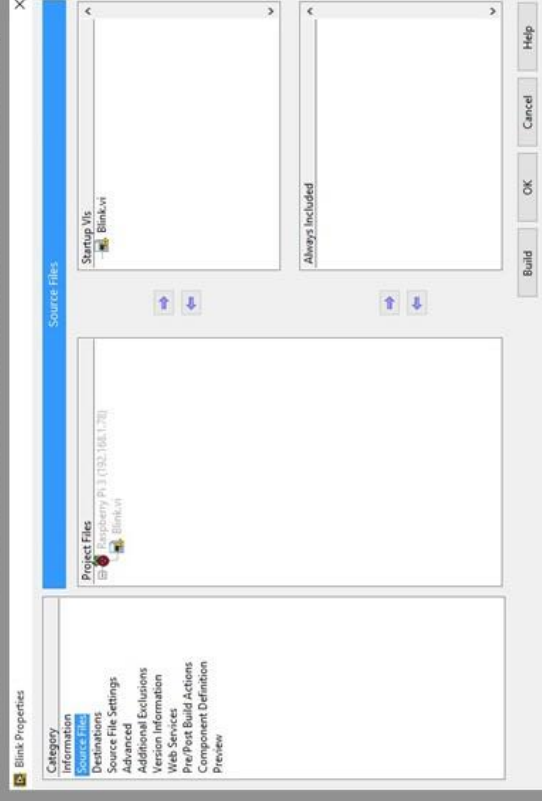 Blink Properties
Category
Information
Source Files
Destinations
Source File Settings
Advanced
Additional Exclusions
Version Information
Web Services
Pre/Post Build Actions
Component Definition
Preview
Source Files
Project Files
Raspberry Pi 3 (192.168.1.78)
Blink.vi
Startup VIs
Blink.vi
Always Included
Build
OK
Cancel
Help